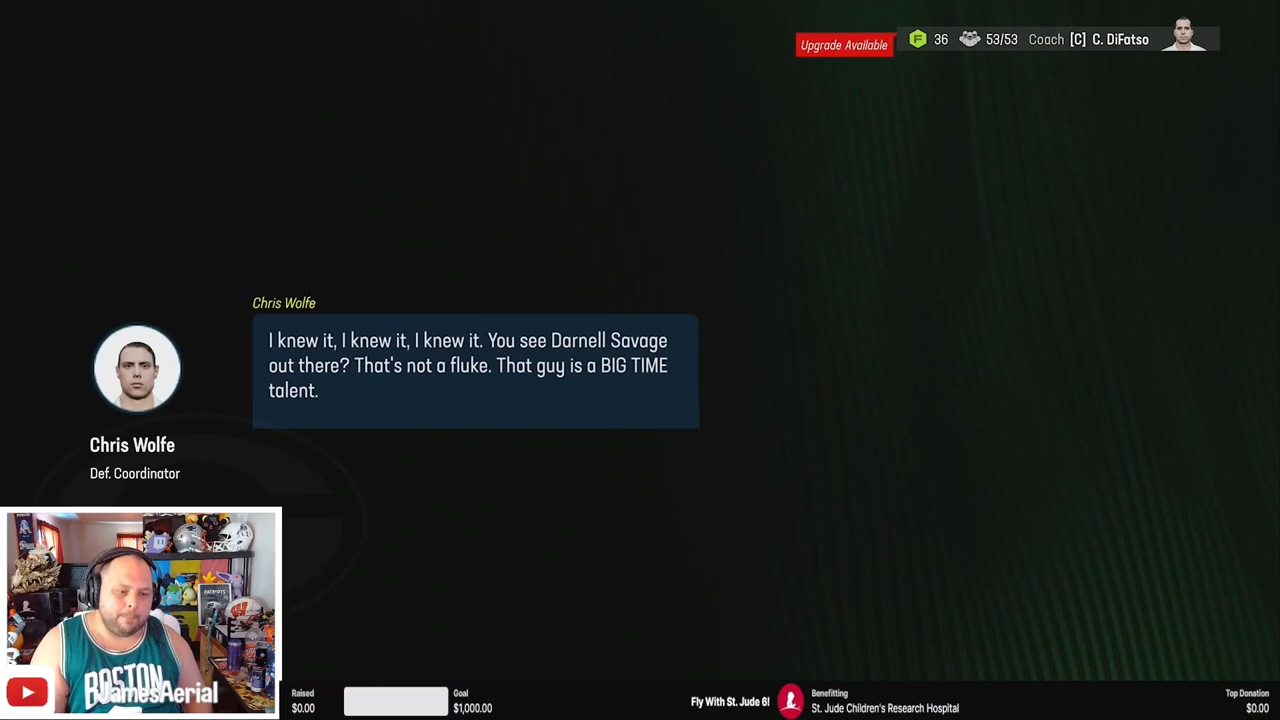 Upgrade Available
36
53/53
Coach [C] C. DiFatso
Chris Wolfe
I knew it, I knew it, I knew it. You see Darnell Savage
out there? That's not a fluke. That guy is a BIG TIME
talent.
Chris Wolfe
Def. Coordinator
PATRIOTS
BOSTON
JamesAerial
Raised
$0.00
Goal
$1,000.00
Fly With St. Jude 6!
Benefitting
St. Jude Children's Research Hospital
Top Donation
$0.00